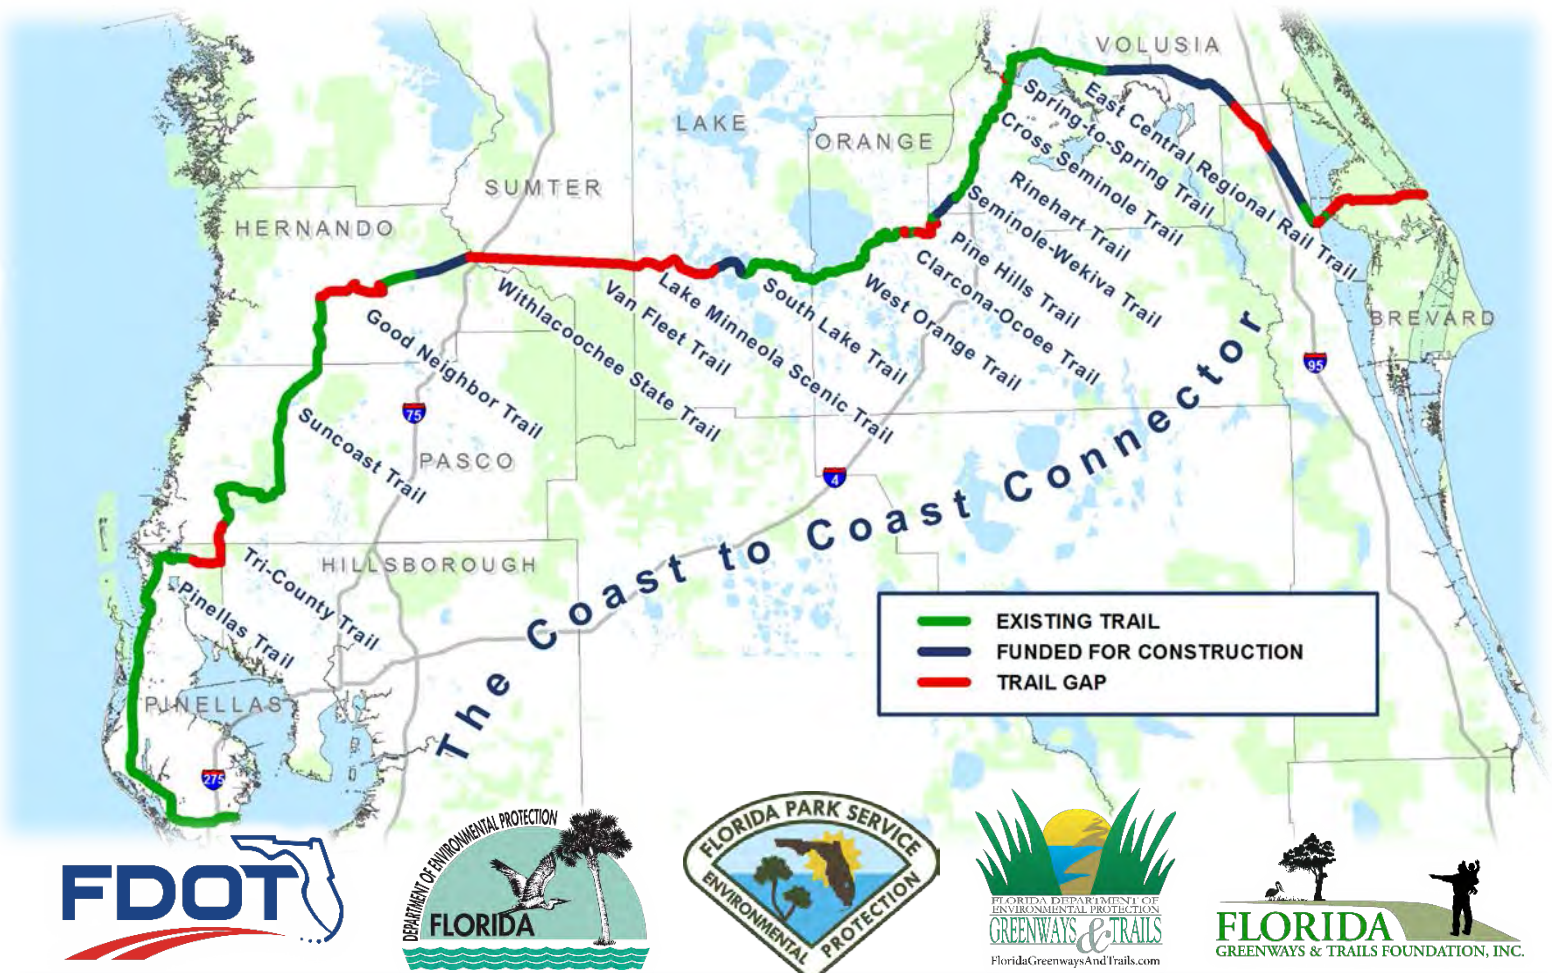 VOLUSIA
LAKE
ORANGE
SUMTER
HERNANDO
BREVARD
PASCO
HILLSBOROUGH
PINELLAS
East Central Regional Rail Trail
Spring-to-Spring Trail
Cross Seminole Trail
Rinehart Trail
Seminole-Wekiva Trail
Pine Hills Trail
Clarcona-Ocoee Trail
West Orange Trail
South Lake Trail
Lake Minneola Scenic Trail
Van Fleet Trail
Withlacoochee State Trail
Good Neighbor Trail
Suncoast Trail
Tri-County Trail
Pinellas Trail
95
75
4
275
The Coast to Coast Connector
EXISTING TRAIL
FUNDED FOR CONSTRUCTION
TRAIL GAP
FDOT
DEPARTMENT OF ENVIRONMENTAL PROTECTION
FLORIDA
FLORIDA PARK SERVICE
ENVIRONMENTAL PROTECTION
FLORIDA DEPARTMENT OF
ENVIRONMENTAL PROTECTION
GREENWAYS & TRAILS
FloridaGreenwaysAndTrails.com
FLORIDA
GREENWAYS & TRAILS FOUNDATION, INC.